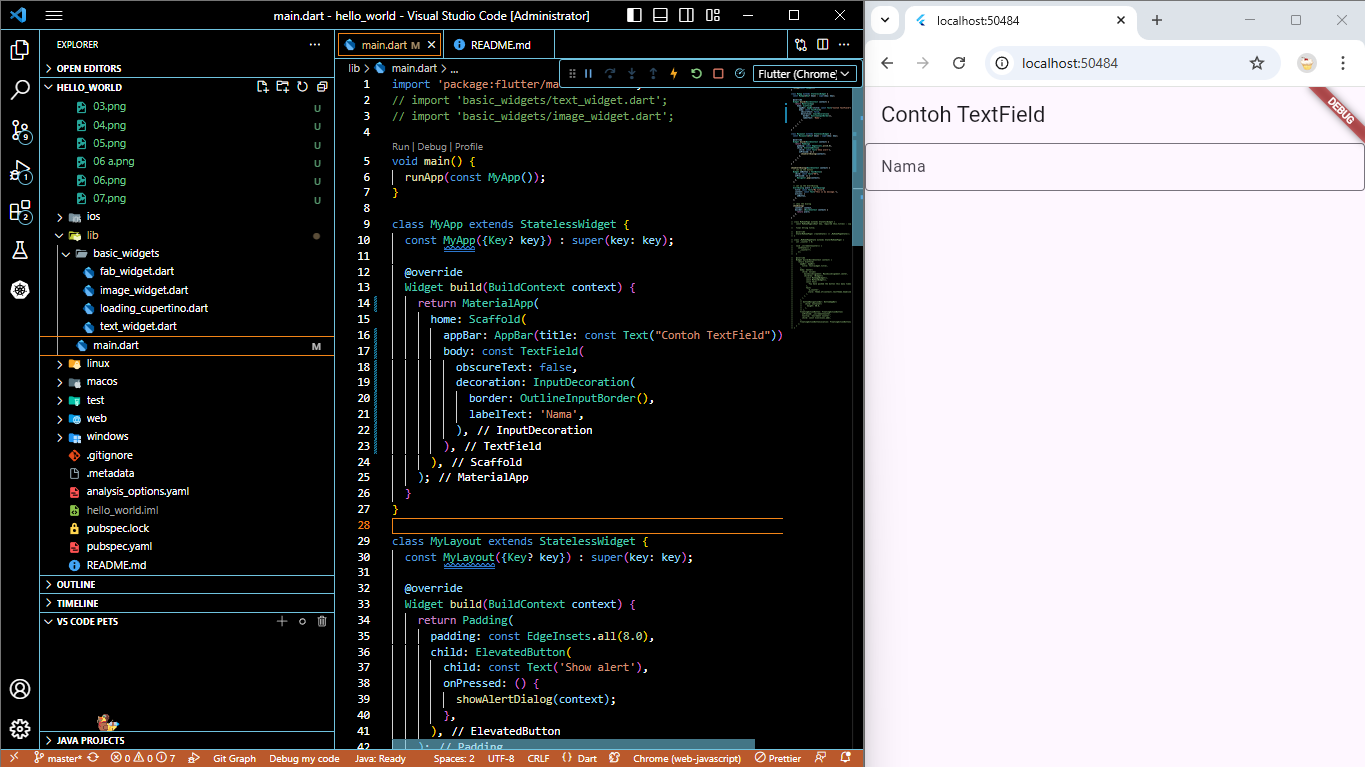 main.dart - hello_world - Visual Studio Code [Administrator]
EXPLORER
OPEN EDITORS
HELLO_WORLD
03.png U
04.png U
05.png U
06 a.png U
06.png U
07.png U
ios
lib
basic_widgets
fab_widget.dart
image_widget.dart
loading_cupertino.dart
text_widget.dart
main.dart M
linux
macos
test
web
windows
.gitignore
.metadata
analysis_options.yaml
hello_world.iml
pubspec.lock
pubspec.yaml
README.md
OUTLINE
TIMELINE
VS CODE PETS
JAVA PROJECTS
9
1
2
main.dart M
README.md
lib > main.dart > ...
Flutter (Chrome)
1 import 'package:flutter/ma
2 // import 'basic_widgets/text_widget.dart';
3 // import 'basic_widgets/image_widget.dart';
4
Run | Debug | Profile
5 void main() {
6 runApp(const MyApp());
7 }
8
9 class MyApp extends StatelessWidget {
10 const MyApp({Key? key}) : super(key: key);
11
12 @override
13 Widget build(BuildContext context) {
14 return MaterialApp(
15 home: Scaffold(
16 appBar: AppBar(title: const Text("Contoh TextField"))
17 body: const TextField(
18 obscureText: false,
19 decoration: InputDecoration(
20 border: OutlineInputBorder(),
21 labelText: 'Nama',
22 ), // InputDecoration
23 ), // TextField
24 ), // Scaffold
25 ); // MaterialApp
26 }
27 }
28
29 class MyLayout extends StatelessWidget {
30 const MyLayout({Key? key}) : super(key: key);
31
32 @override
33 Widget build(BuildContext context) {
34 return Padding(
35 padding: const EdgeInsets.all(8.0),
36 child: ElevatedButton(
37 child: const Text('Show alert'),
38 onPressed: () {
39 showAlertDialog(context);
40 },
41 ), // ElevatedButton
42 ); // Padding
master* 0 0 7 Git Graph Debug my code Java: Ready Spaces: 2 UTF-8 CRLF {} Dart Chrome (web-javascript) Prettier
localhost:50484
localhost:50484
Contoh TextField
DEBUG
Nama